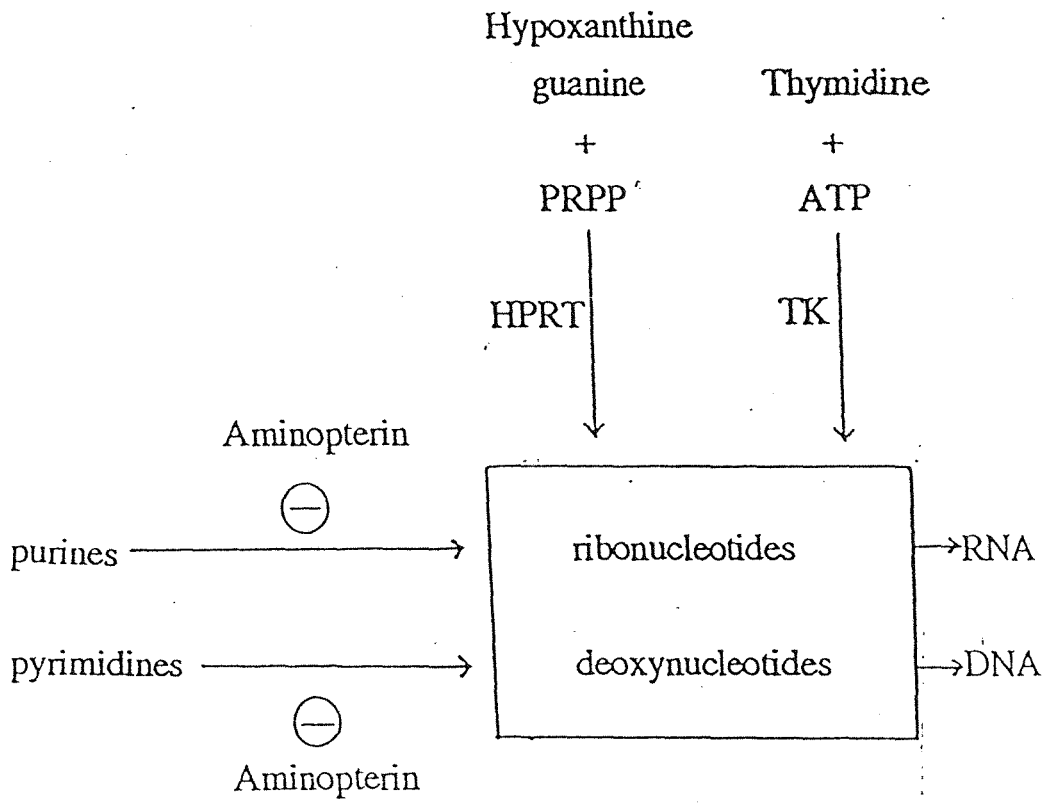 Hypoxanthine
guanine Thymidine
+ +
PRPP ATP
HPRT TK
Aminopterin
purines ribonucleotides RNA
pyrimidines deoxynucleotides DNA
Aminopterin